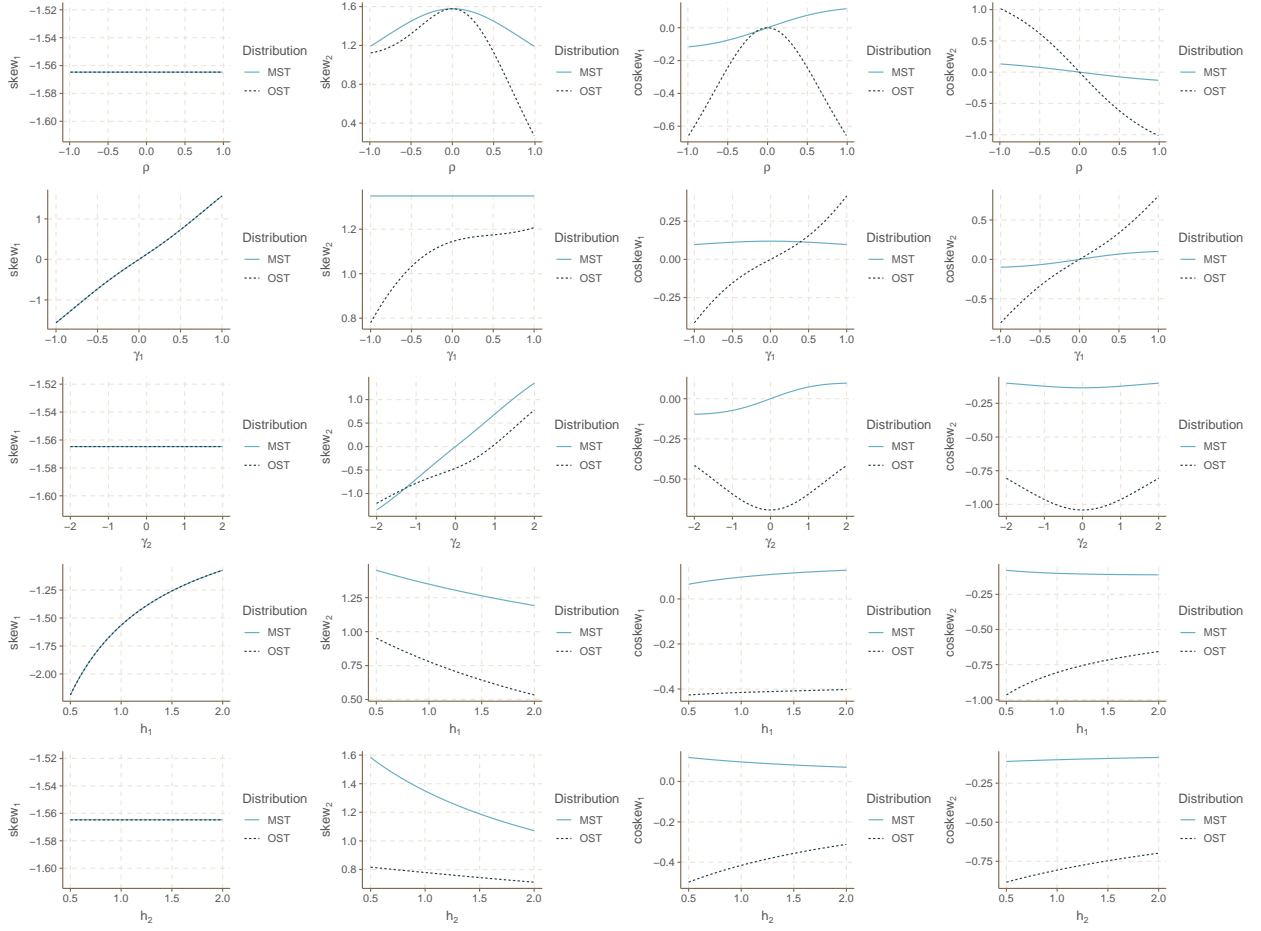 skew₁
−1.52
−1.54
−1.56
−1.58
−1.60
−1.0 −0.5 0.0 0.5 1.0
ρ
Distribution
MST
OST
skew₂
1.6
1.2
0.8
0.4
−1.0 −0.5 0.0 0.5 1.0
ρ
Distribution
MST
OST
coskew₁
0.0
−0.2
−0.4
−0.6
−1.0 −0.5 0.0 0.5 1.0
ρ
Distribution
MST
OST
coskew₂
1.0
0.5
0.0
−0.5
−1.0
−1.0 −0.5 0.0 0.5 1.0
ρ
Distribution
MST
OST
skew₁
1
0
−1
−1.0 −0.5 0.0 0.5 1.0
γ₁
Distribution
MST
OST
skew₂
1.2
1.0
0.8
−1.0 −0.5 0.0 0.5 1.0
γ₁
Distribution
MST
OST
coskew₁
0.25
0.00
−0.25
−1.0 −0.5 0.0 0.5 1.0
γ₁
Distribution
MST
OST
coskew₂
0.5
0.0
−0.5
−1.0 −0.5 0.0 0.5 1.0
γ₁
Distribution
MST
OST
skew₁
−1.52
−1.54
−1.56
−1.58
−1.60
−2 −1 0 1 2
γ₂
Distribution
MST
OST
skew₂
1.0
0.5
0.0
−0.5
−1.0
−2 −1 0 1 2
γ₂
Distribution
MST
OST
coskew₁
0.00
−0.25
−0.50
−2 −1 0 1 2
γ₂
Distribution
MST
OST
coskew₂
−0.25
−0.50
−0.75
−1.00
−2 −1 0 1 2
γ₂
Distribution
MST
OST
skew₁
−1.25
−1.50
−1.75
−2.00
0.5 1.0 1.5 2.0
h₁
Distribution
MST
OST
skew₂
1.25
1.00
0.75
0.50
0.5 1.0 1.5 2.0
h₁
Distribution
MST
OST
coskew₁
0.0
−0.2
−0.4
0.5 1.0 1.5 2.0
h₁
Distribution
MST
OST
coskew₂
−0.25
−0.50
−0.75
−1.00
0.5 1.0 1.5 2.0
h₁
Distribution
MST
OST
skew₁
−1.52
−1.54
−1.56
−1.58
−1.60
0.5 1.0 1.5 2.0
h₂
Distribution
MST
OST
skew₂
1.6
1.4
1.2
1.0
0.8
0.5 1.0 1.5 2.0
h₂
Distribution
MST
OST
coskew₁
0.0
−0.2
−0.4
0.5 1.0 1.5 2.0
h₂
Distribution
MST
OST
coskew₂
−0.25
−0.50
−0.75
0.5 1.0 1.5 2.0
h₂
Distribution
MST
OST